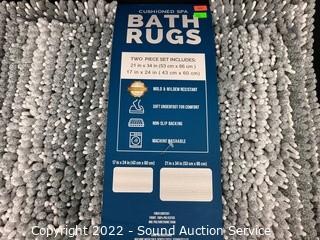 CUSHIONED SPA
BATH
RUGS
TWO PIECE SET INCLUDES:
21 in x 34 in (53 cm x 86 cm)
17 in x 24 in ( 43 cm x 60 cm)
MOLD & MILDEW RESISTANT
SOFT UNDERFOOT FOR COMFORT
NON-SLIP BACKING
MACHINE WASHABLE
17 in x 24 in (43 cm x 60 cm)
21 in x 34 in (53 cm x 86 cm)
Copyright 2022 - Sound Auction Service